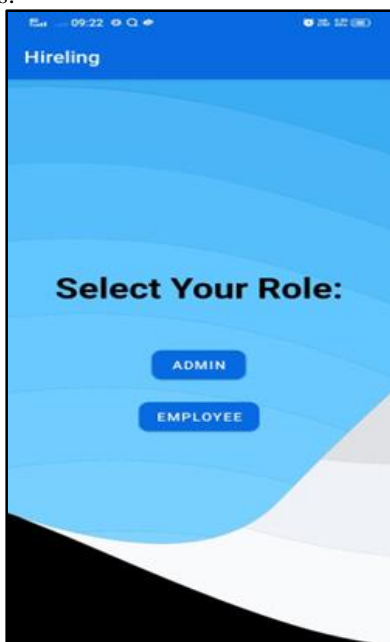 s.
09:22
Hireling
Select Your Role:
ADMIN
EMPLOYEE